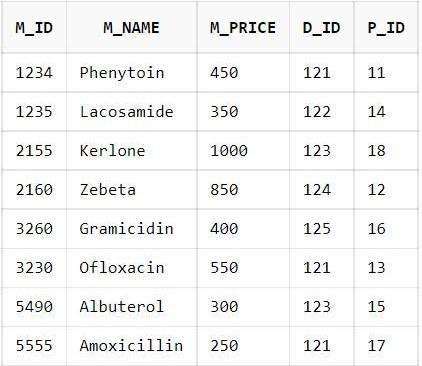 M_ID M_NAME M_PRICE D_ID P_ID
1234 Phenytoin 450 121 11
1235 Lacosamide 350 122 14
2155 Kerlone 1000 123 18
2160 Zebeta 850 124 12
3260 Gramicidin 400 125 16
3230 Ofloxacin 550 121 13
5490 Albuterol 300 123 15
5555 Amoxicillin 250 121 17